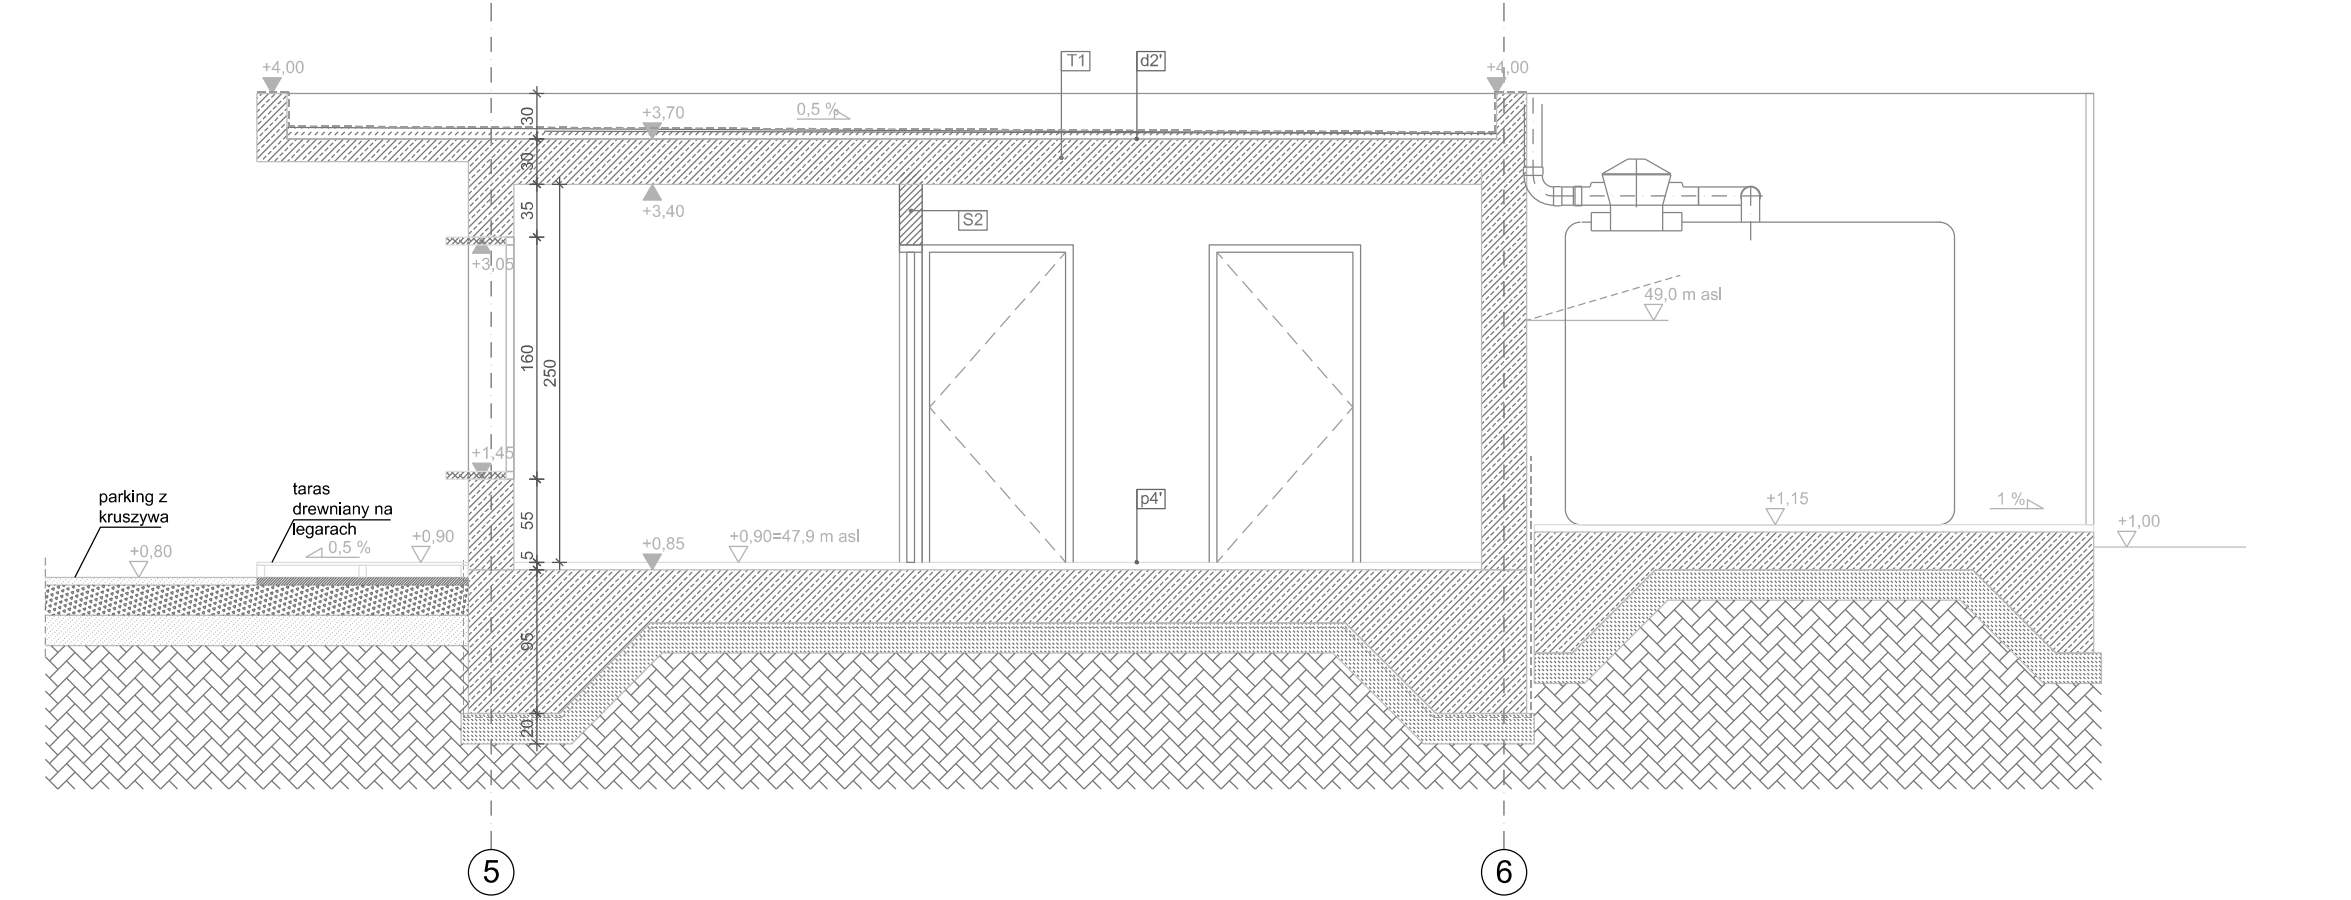 T1
d2'
+4,00
+4,00
30
+3,70
0,5 %
30
35
+3,40
S2
+3,05
49,0 m asl
160
250
+1,45
parking z
kruszywa
taras
drewniany na
legarach
p4'
+1,15
1 %
55
+0,80
0,5 %
+0,90
5
+0,85
+0,90=47,9 m asl
+1,00
95
20
5
6